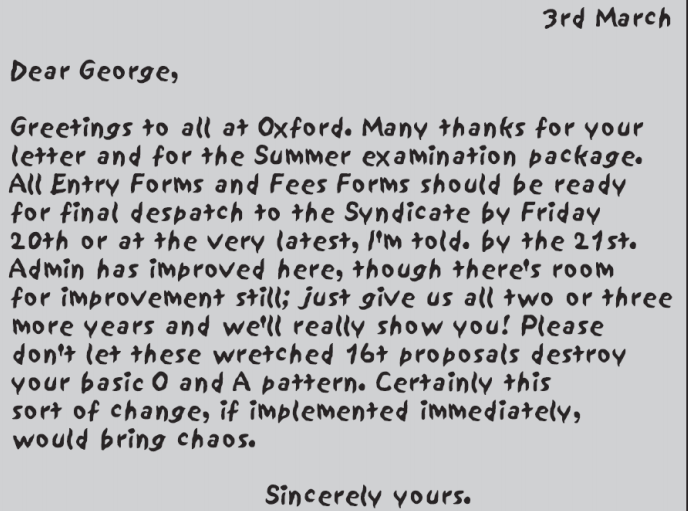 3rd March
Dear George,
Greetings to all at Oxford. Many thanks for your
letter and for the Summer examination package.
All Entry Forms and Fees Forms should be ready
for final despatch to the Syndicate by Friday
20th or at the very latest, I'm told. by the 21st.
Admin has improved here, though there's room
for improvement still; just give us all two or three
more years and we'll really show you! Please
don't let these wretched 16t proposals destroy
your basic O and A pattern. Certainly this
sort of change, if implemented immediately,
would bring chaos.
Sincerely yours.